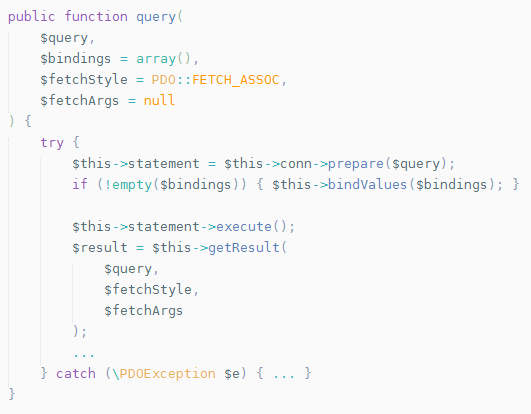 public function query(
    $query,
    $bindings = array(),
    $fetchStyle = PDO::FETCH_ASSOC,
    $fetchArgs = null
) {
    try {
        $this->statement = $this->conn->prepare($query);
        if (!empty($bindings)) { $this->bindValues($bindings); }

        $this->statement->execute();
        $result = $this->getResult(
            $query,
            $fetchStyle,
            $fetchArgs
        );
        ...
    } catch (\PDOException $e) { ... }
}